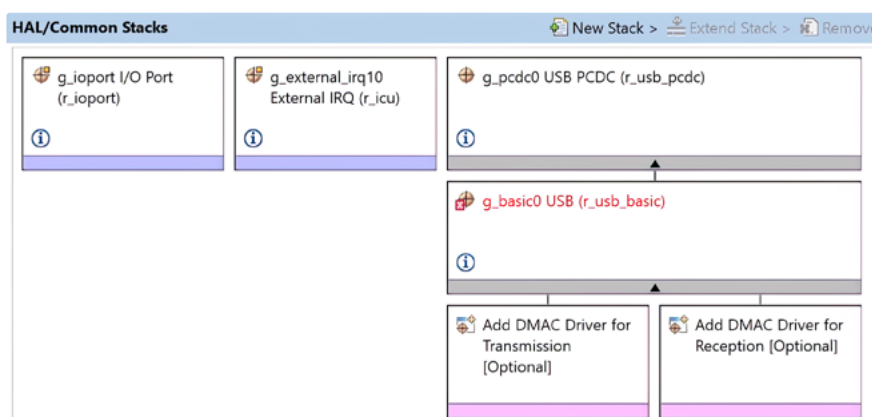 HAL/Common Stacks
New Stack > Extend Stack > Remove
g_ioport I/O Port
(r_ioport)
g_external_irq10
External IRQ (r_icu)
g_pcdc0 USB PCDC (r_usb_pcdc)
g_basic0 USB (r_usb_basic)
Add DMAC Driver for
Transmission
[Optional]
Add DMAC Driver for
Reception [Optional]